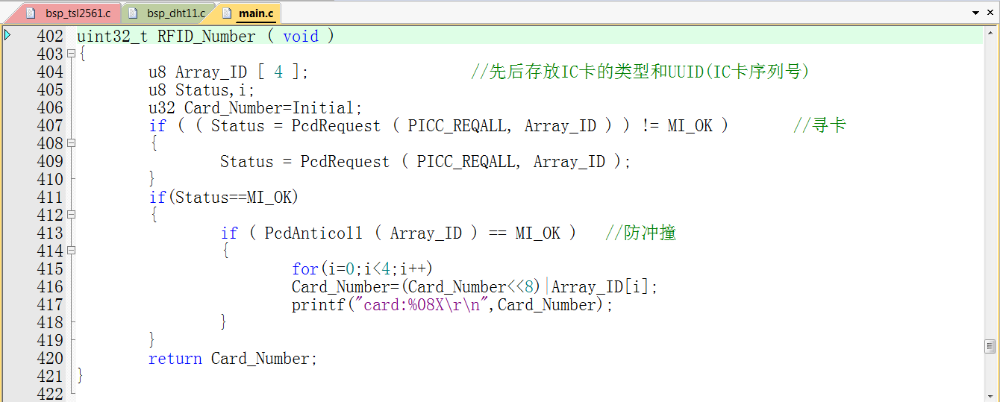 bsp_tsl2561.c bsp_dht11.c main.c
402 uint32_t RFID_Number ( void )
403 {
404 u8 Array_ID [ 4 ]; //先后存放IC卡的类型和UUID(IC卡序列号)
405 u8 Status,i;
406 u32 Card_Number=Initial;
407 if ( ( Status = PcdRequest ( PICC_REQALL, Array_ID ) ) != MI_OK ) //寻卡
408 {
409 Status = PcdRequest ( PICC_REQALL, Array_ID );
410 }
411 if(Status==MI_OK)
412 {
413 if ( PcdAnticoll ( Array_ID ) == MI_OK ) //防冲撞
414 {
415 for(i=0;i<4;i++)
416 Card_Number=(Card_Number<<8)|Array_ID[i];
417 printf("card:%08X\r\n",Card_Number);
418 }
419 }
420 return Card_Number;
421 }
422